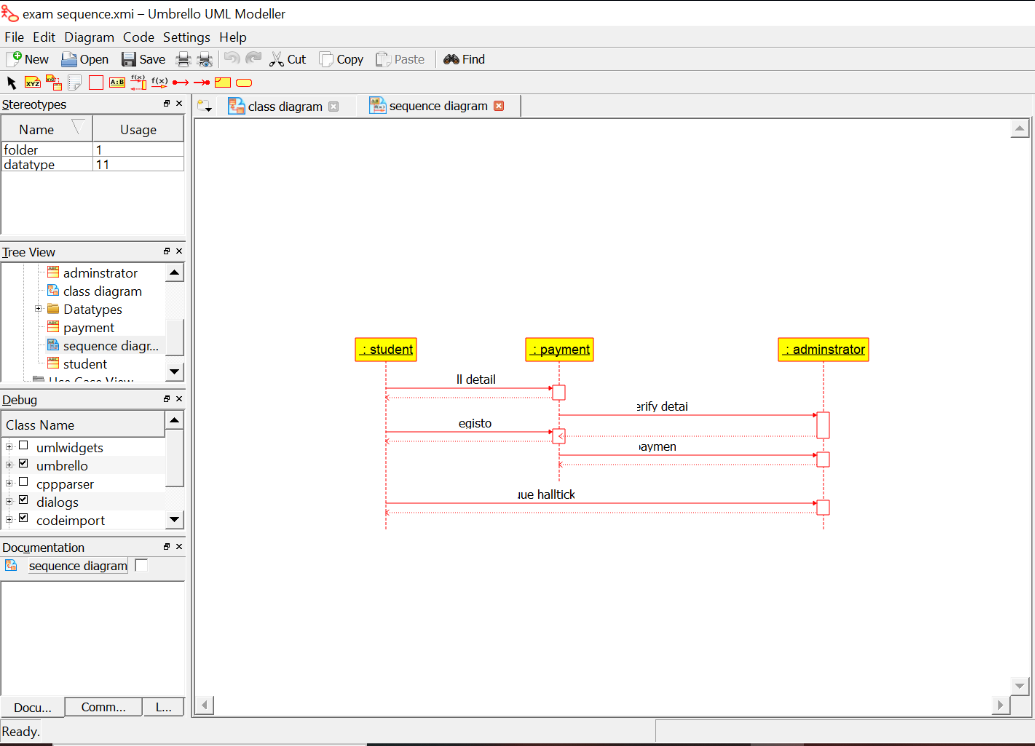 exam sequence.xmi – Umbrello UML Modeller
File Edit Diagram Code Settings Help
New Open Save Cut Copy Paste Find
XYZ A:B f(x) f(x)
Stereotypes
class diagram sequence diagram
Name Usage
folder 1
datatype 11
Tree View
adminstrator
class diagram
Datatypes
payment
sequence diagr...
student
Use Case View
Debug
Class Name
umlwidgets
umbrello
cppparser
dialogs
codeimport
Documentation
sequence diagram
Docu... Comm... L...
Ready.
: student : payment : adminstrator
ll detail
erify detai
egisto
paymen
ue halltick